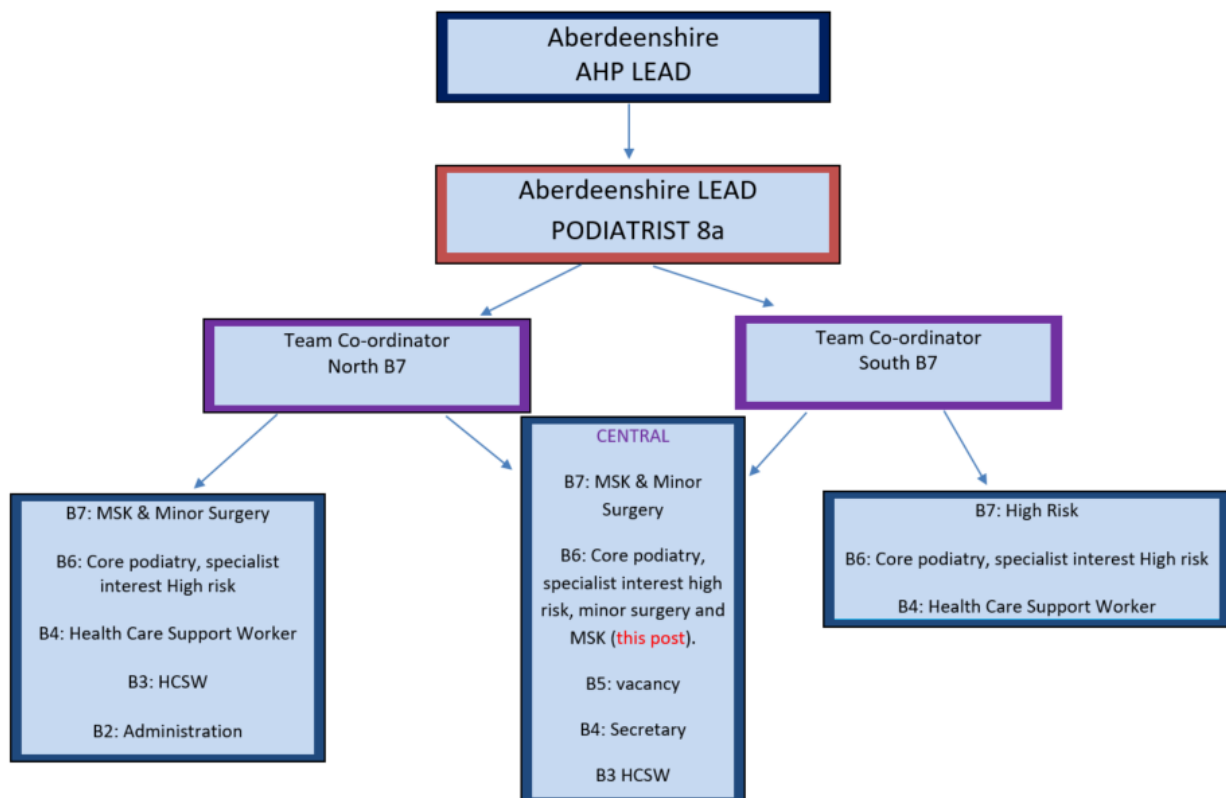 Aberdeenshire
AHP LEAD
Aberdeenshire LEAD
PODIATRIST 8a
Team Co-ordinator
North B7
Team Co-ordinator
South B7
B7: MSK & Minor Surgery
B6: Core podiatry, specialist
interest High risk
B4: Health Care Support Worker
B3: HCSW
B2: Administration
CENTRAL
B7: MSK & Minor
Surgery
B6: Core podiatry,
specialist interest high
risk, minor surgery and
MSK (this post).
B5: vacancy
B4: Secretary
B3 HCSW
B7: High Risk
B6: Core podiatry, specialist interest High risk
B4: Health Care Support Worker